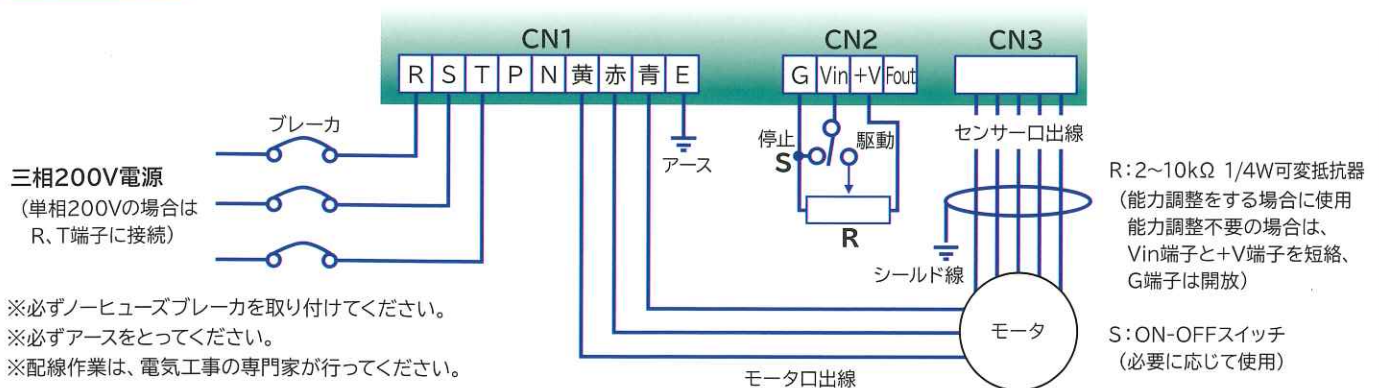 CN1
CN2
CN3
R S T P N 黄 赤 青 E
G Vin +V Fout
ブレーカ
アース
停止
S
駆動
R
センサー口出線
三相200V電源
(単相200Vの場合は
R、T端子に接続)
シールド線
R:2~10kΩ 1/4W可変抵抗器
(能力調整をする場合に使用
能力調整不要の場合は、
Vin端子と+V端子を短絡、
G端子は開放)
※必ずノーヒューズブレーカを取り付けてください。
※必ずアースをとってください。
※配線作業は、電気工事の専門家が行ってください。
モータ
モータ口出線
S:ON-OFFスイッチ
(必要に応じて使用)